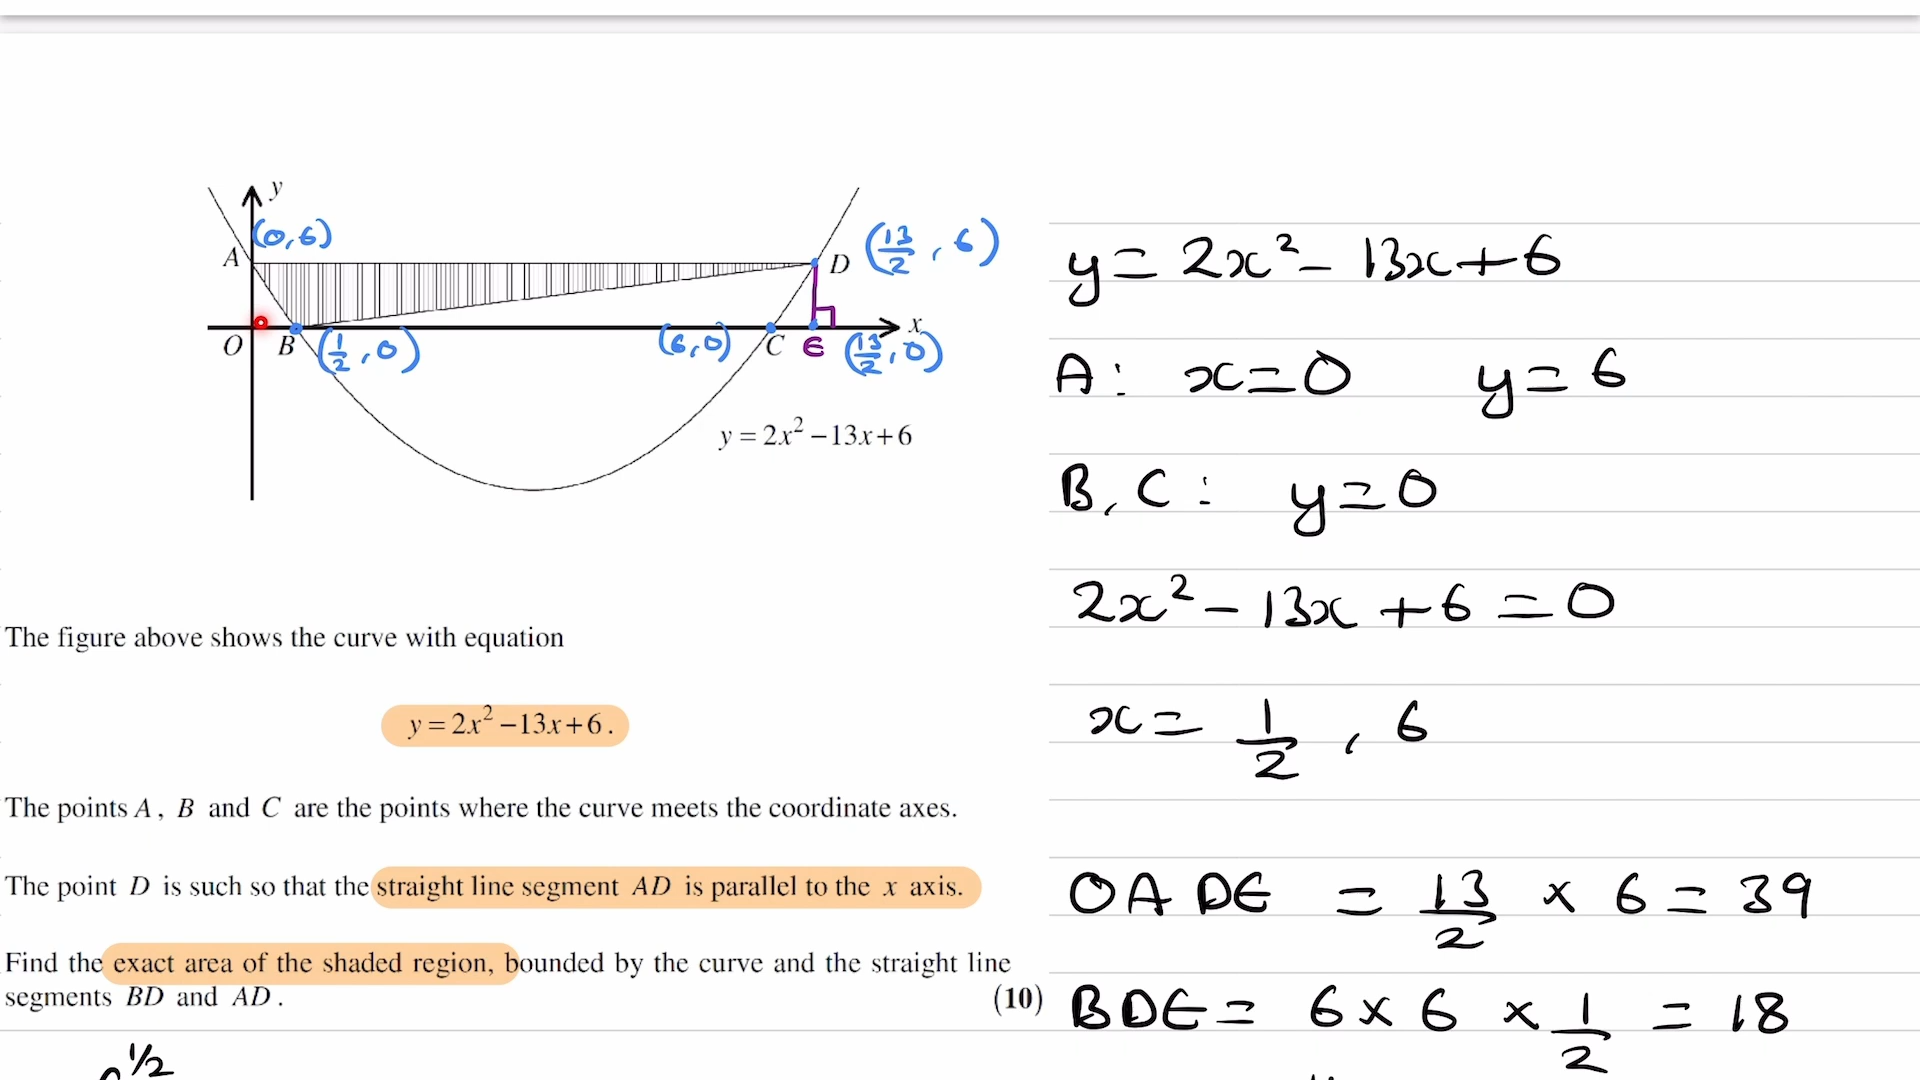 y
(0,6)
A
D
(13/2, 6)
O
B
(1/2, 0)
(6,0)
C
E
(13/2, 0)
x
y = 2x² − 13x + 6
The figure above shows the curve with equation
y = 2x² − 13x + 6.
The points A, B and C are the points where the curve meets the coordinate axes.
The point D is such so that the straight line segment AD is parallel to the x axis.
Find the exact area of the shaded region, bounded by the curve and the straight line
segments BD and AD. (10)
1/2
y = 2x² − 13x + 6
A: x = 0 y = 6
B, C: y = 0
2x² − 13x + 6 = 0
x = 1/2, 6
OADE = 13/2 × 6 = 39
BDE = 6 × 6 × 1/2 = 18